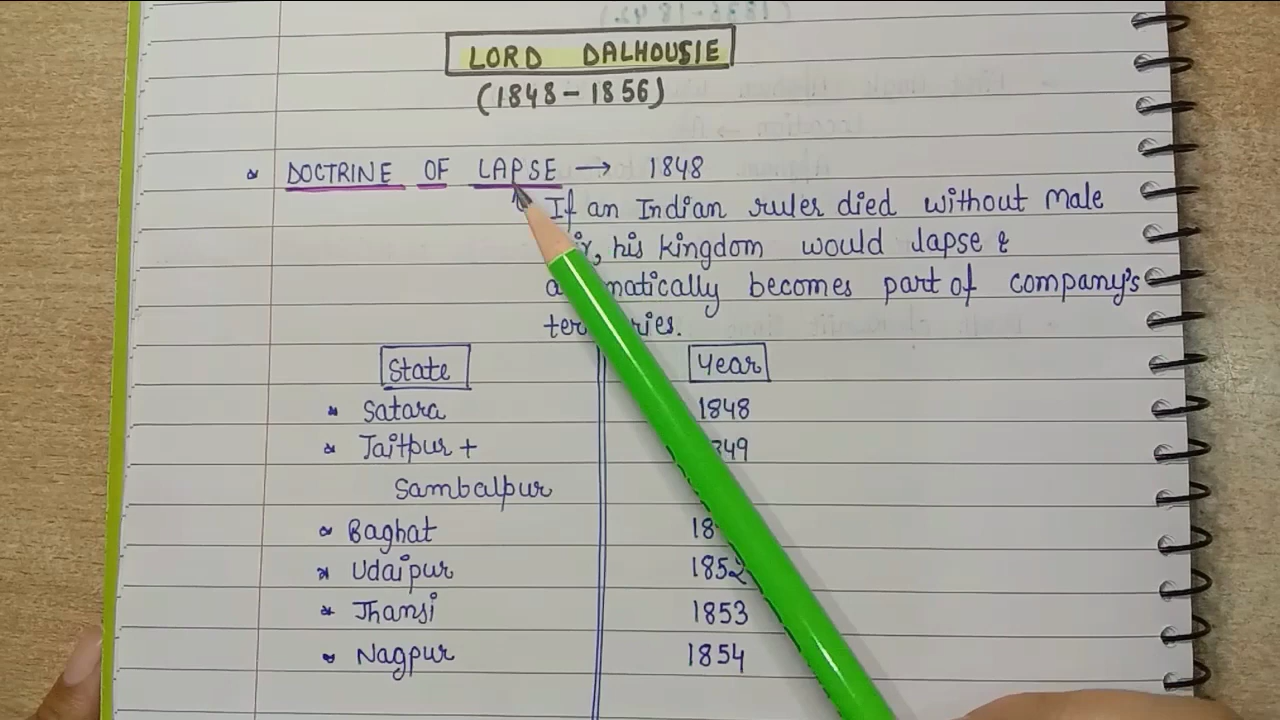 LORD DALHOUSIE
(1848-1856)
DOCTRINE OF LAPSE → 1848
If an Indian ruler died without male
his kingdom would lapse &
becomes part of company's
State Year
Satara 1848
Jaitpur +
Sambalpur
Baghat
Udaipur 1852
Jhansi 1853
Nagpur 1854